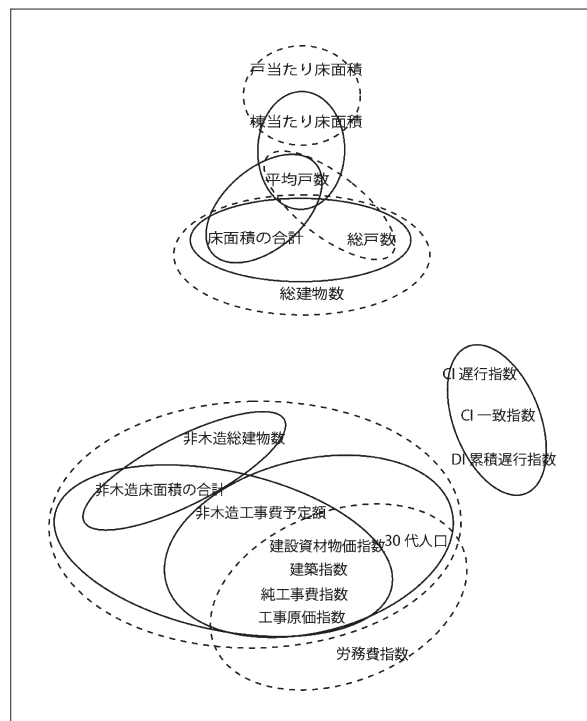 戸当たり床面積
棟当たり床面積
平均戸数
床面積の合計
総戸数
総建物数
CI 遅行指数
CI 一致指数
DI 累積遅行指数
非木造総建物数
非木造床面積の合計
非木造工事費予定額
建設資材物価指数
30 代人口
建築指数
純工事費指数
工事原価指数
労務費指数